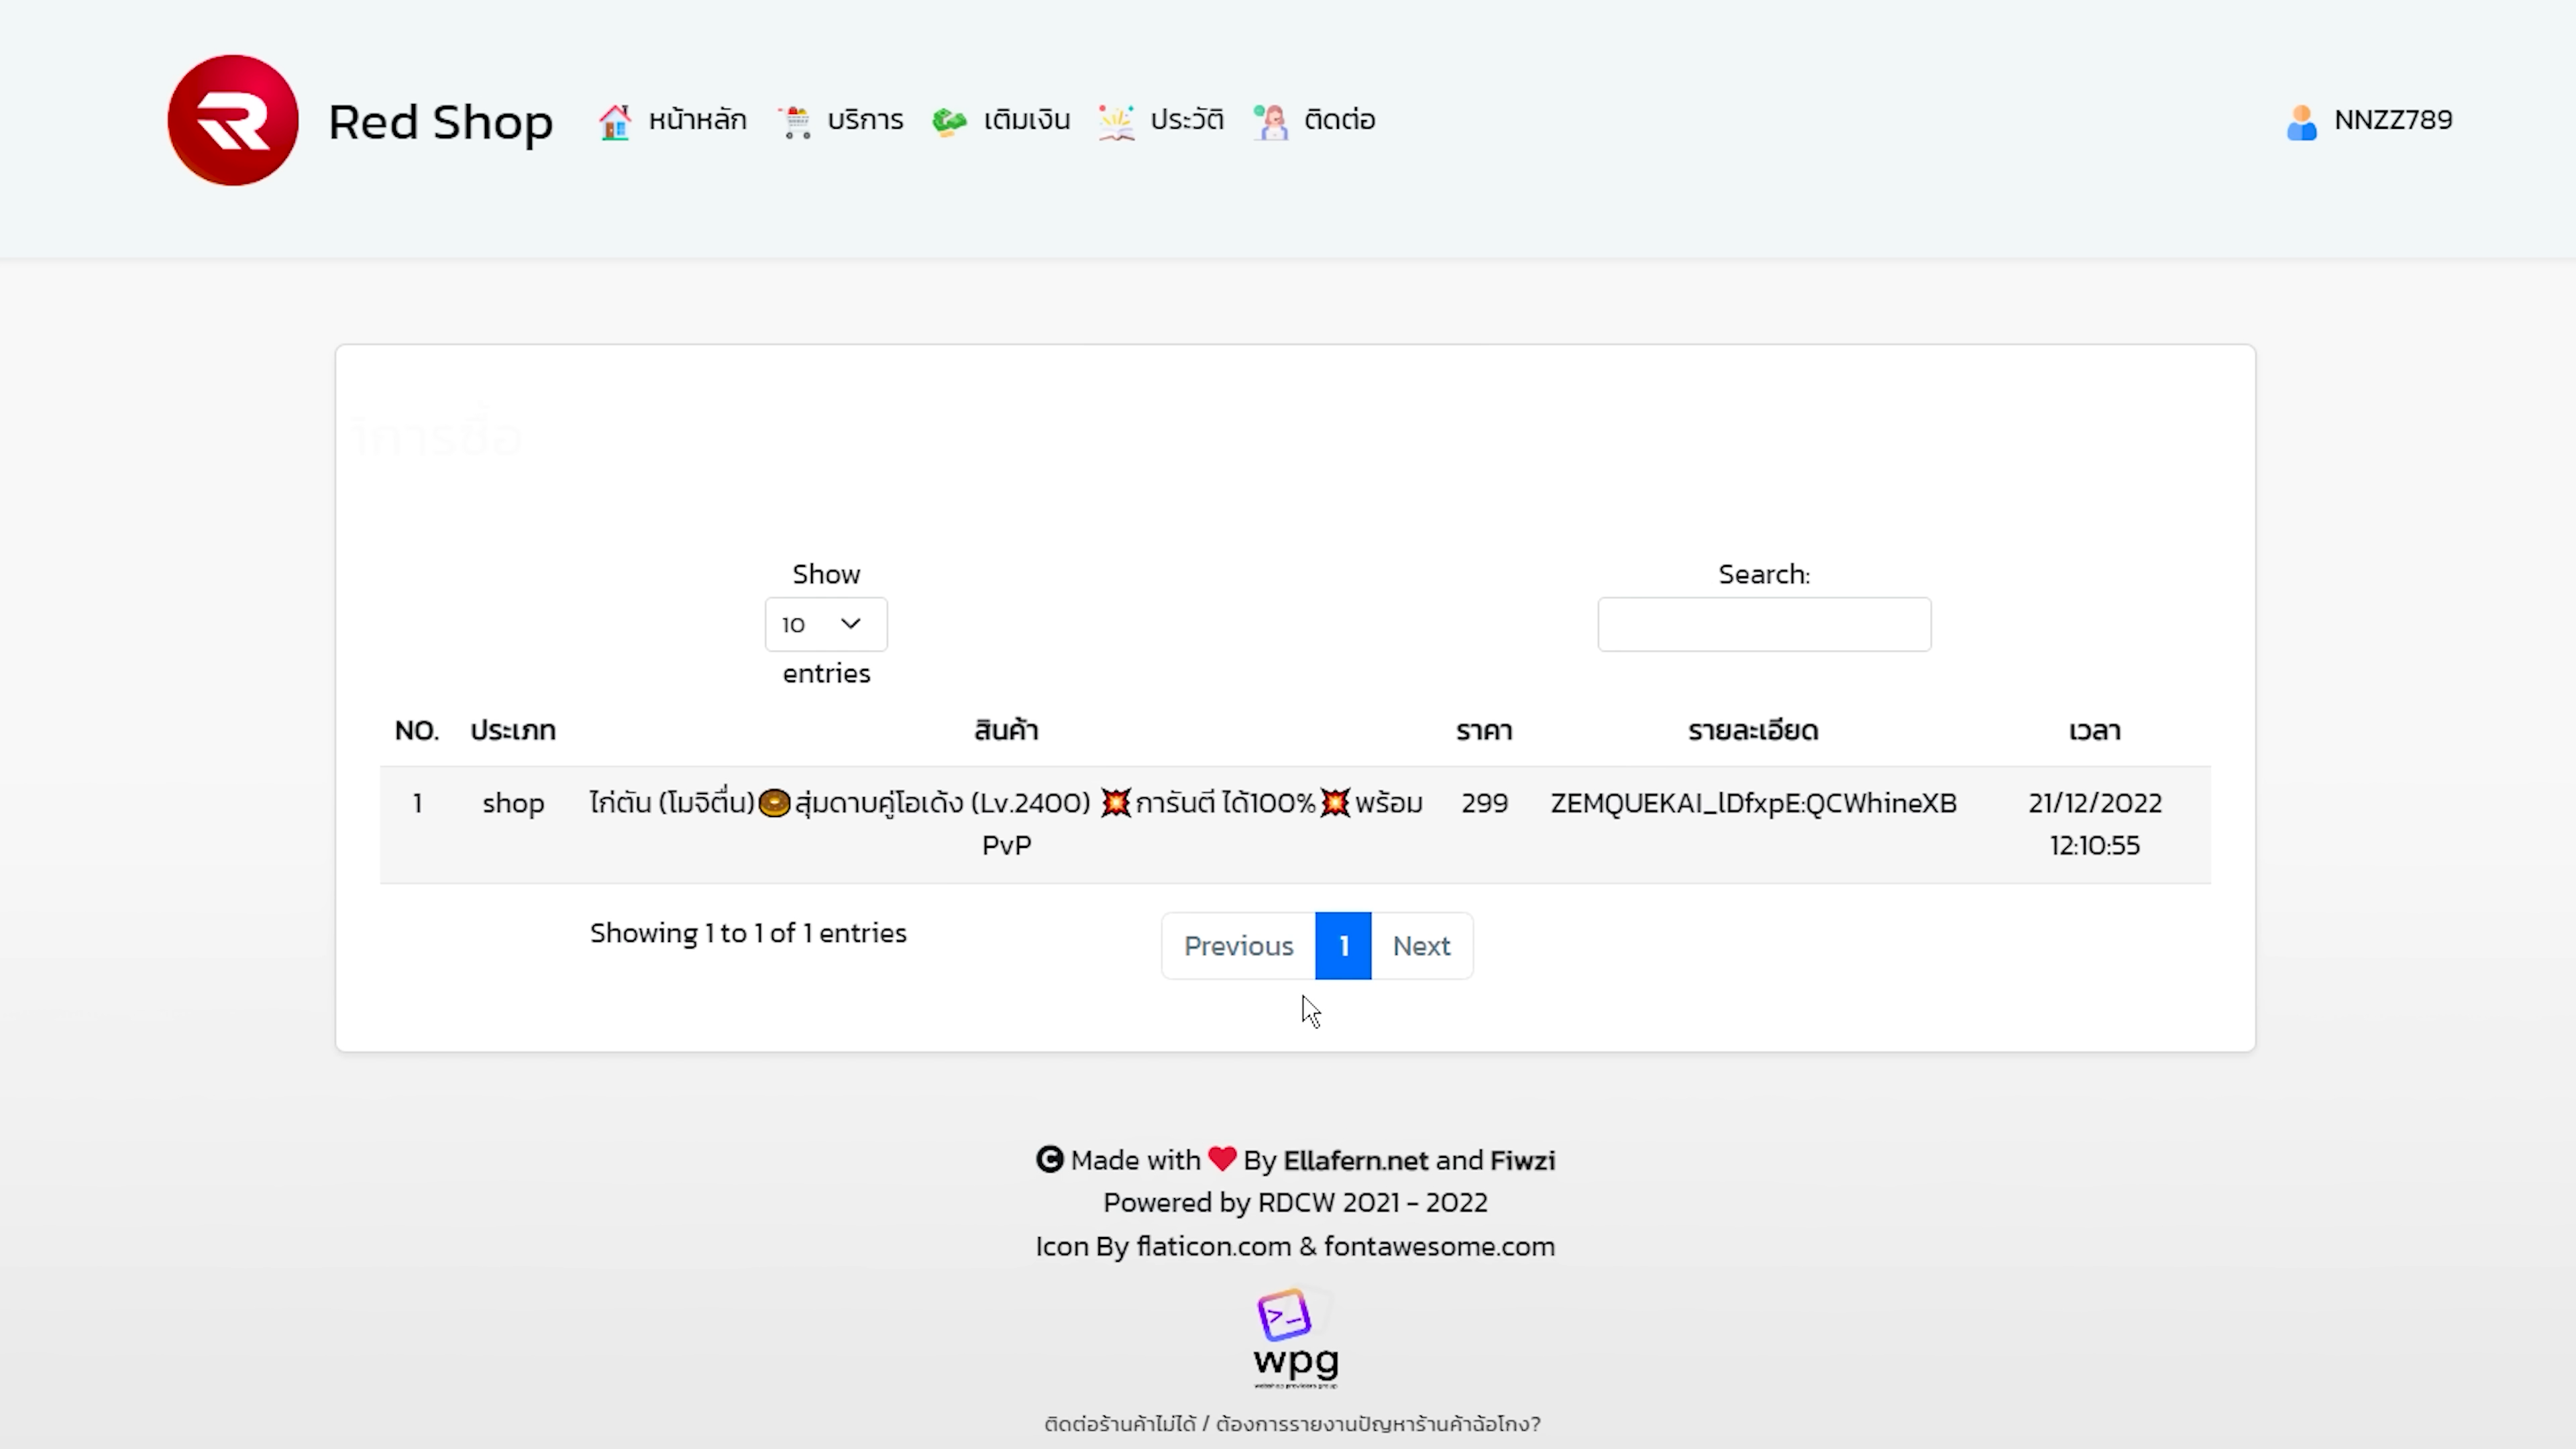 Red Shop
หน้าหลัก
บริการ
เติมเงิน
ประวัติ
ติดต่อ
NNZZ789
การซื้อ
Show
10
entries
Search:
NO. ประเภท สินค้า ราคา รายละเอียด เวลา
1 shop ไก่ตัน (โมจิตื่น)🍩สุ่มดาบคู่โอเด้ง (Lv.2400) 💥การันตี ได้100%💥พร้อม 299 ZEMQUEKAI_lDfxpE:QCWhineXB 21/12/2022
PvP 12:10:55
Showing 1 to 1 of 1 entries
Previous 1 Next
Made with ❤ By Ellafern.net and Fiwzi
Powered by RDCW 2021 - 2022
Icon By flaticon.com & fontawesome.com
wpg
ติดต่อร้านค้าไม่ได้ / ต้องการรายงานปัญหาร้านค้าฉ้อโกง?